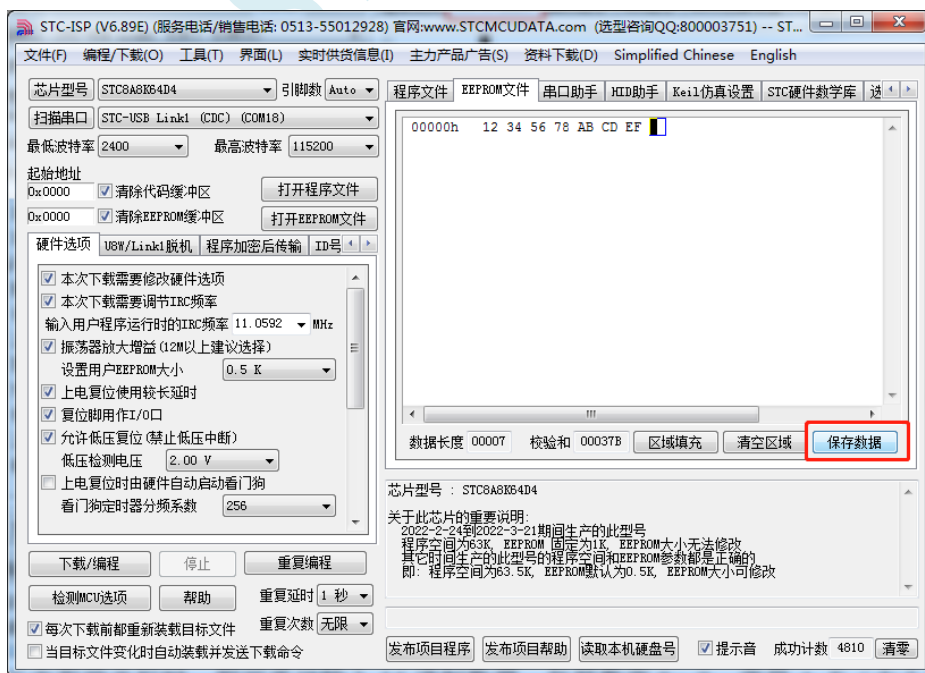 STC-ISP (V6.89E) (服务电话/销售电话: 0513-55012928) 官网:www.STCMCUDATA.com (选型咨询QQ:800003751) -- ST...
文件(F) 编程/下载(O) 工具(T) 界面(L) 实时供货信息(I) 主力产品广告(S) 资料下载(D) Simplified Chinese English
芯片型号 STC8A8K64D4 引脚数 Auto
扫描串口 STC-USB Link1 (CDC) (COM18)
最低波特率 2400 最高波特率 115200
起始地址
0x0000 清除代码缓冲区 打开程序文件
0x0000 清除EEPROM缓冲区 打开EEPROM文件
硬件选项 U8W/Link1脱机 程序加密后传输 ID号
本次下载需要修改硬件选项
本次下载需要调节IRC频率
输入用户程序运行时的IRC频率 11.0592 MHz
振荡器放大增益(12M以上建议选择)
设置用户EEPROM大小 0.5 K
上电复位使用较长延时
复位脚用作I/O口
允许低压复位(禁止低压中断)
低压检测电压 2.00 V
上电复位时由硬件自动启动看门狗
看门狗定时器分频系数 256
下载/编程 停止 重复编程
检测MCU选项 帮助 重复延时 1 秒
每次下载前都重新装载目标文件 重复次数 无限
当目标文件变化时自动装载并发送下载命令
程序文件 EEPROM文件 串口助手 HID助手 Keil仿真设置 STC硬件数学库 选
00000h 12 34 56 78 AB CD EF
数据长度 00007 校验和 0037B 区域填充 清空区域 保存数据
芯片型号 : STC8A8K64D4
关于此芯片的重要说明:
2022-2-24到2022-3-21期间生产的此型号
程序空间为63K, EEPROM 固定为1K, EEPROM大小无法修改
其它时间生产的此型号的程序空间和EEPROM参数都是正确的
即: 程序空间为63.5K, EEPROM默认为0.5K, EEPROM大小可修改
发布项目程序 发布项目帮助 读取本机硬盘号 提示音 成功计数 4810 清零